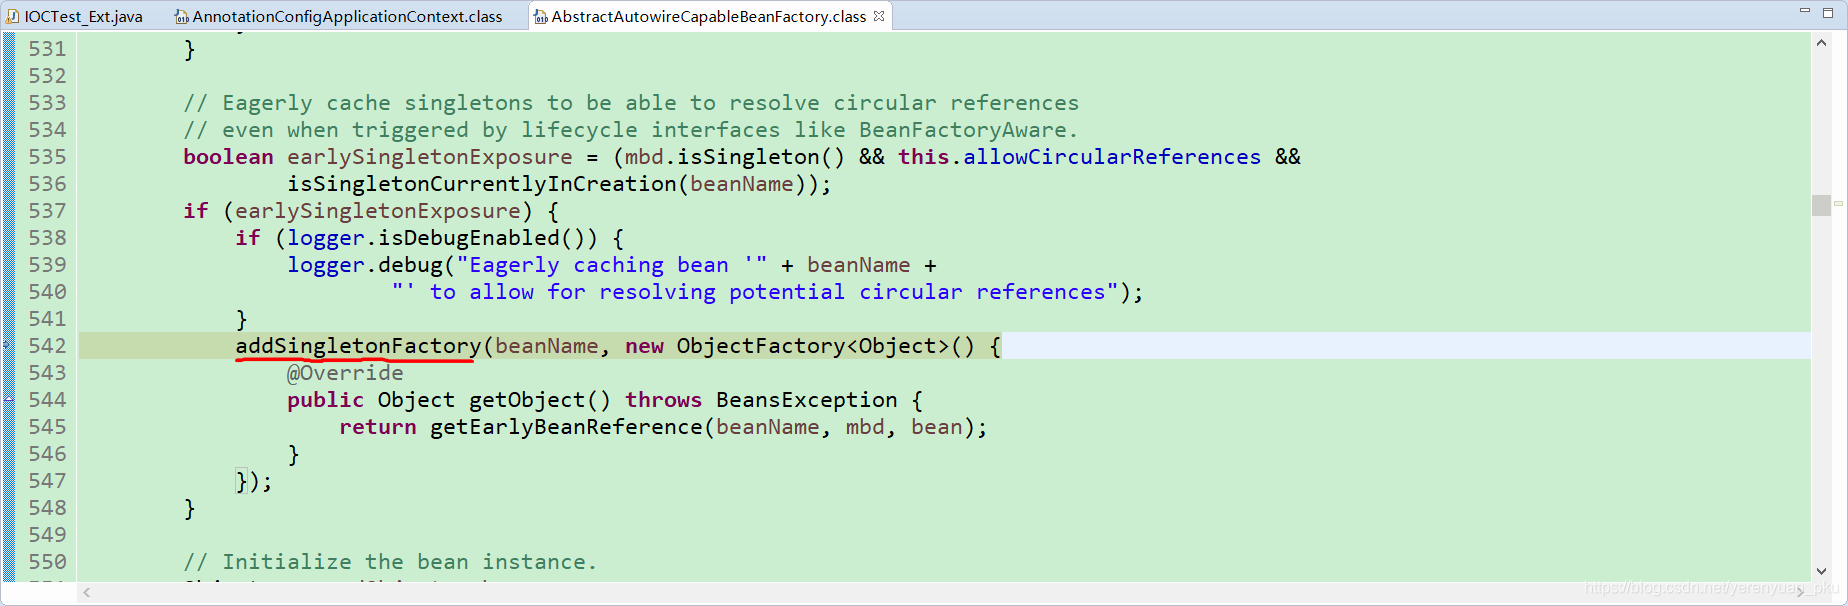 IOCTest_Ext.java AnnotationConfigApplicationContext.class AbstractAutowireCapableBeanFactory.class
531 }
532
533 // Eagerly cache singletons to be able to resolve circular references
534 // even when triggered by lifecycle interfaces like BeanFactoryAware.
535 boolean earlySingletonExposure = (mbd.isSingleton() && this.allowCircularReferences &&
536 isSingletonCurrentlyInCreation(beanName));
537 if (earlySingletonExposure) {
538 if (logger.isDebugEnabled()) {
539 logger.debug("Eagerly caching bean '" + beanName +
540 "' to allow for resolving potential circular references");
541 }
542 addSingletonFactory(beanName, new ObjectFactory<Object>() {
543 @Override
544 public Object getObject() throws BeansException {
545 return getEarlyBeanReference(beanName, mbd, bean);
546 }
547 });
548 }
549
550 // Initialize the bean instance.
https://blog.csdn.net/yerenyuan_pku